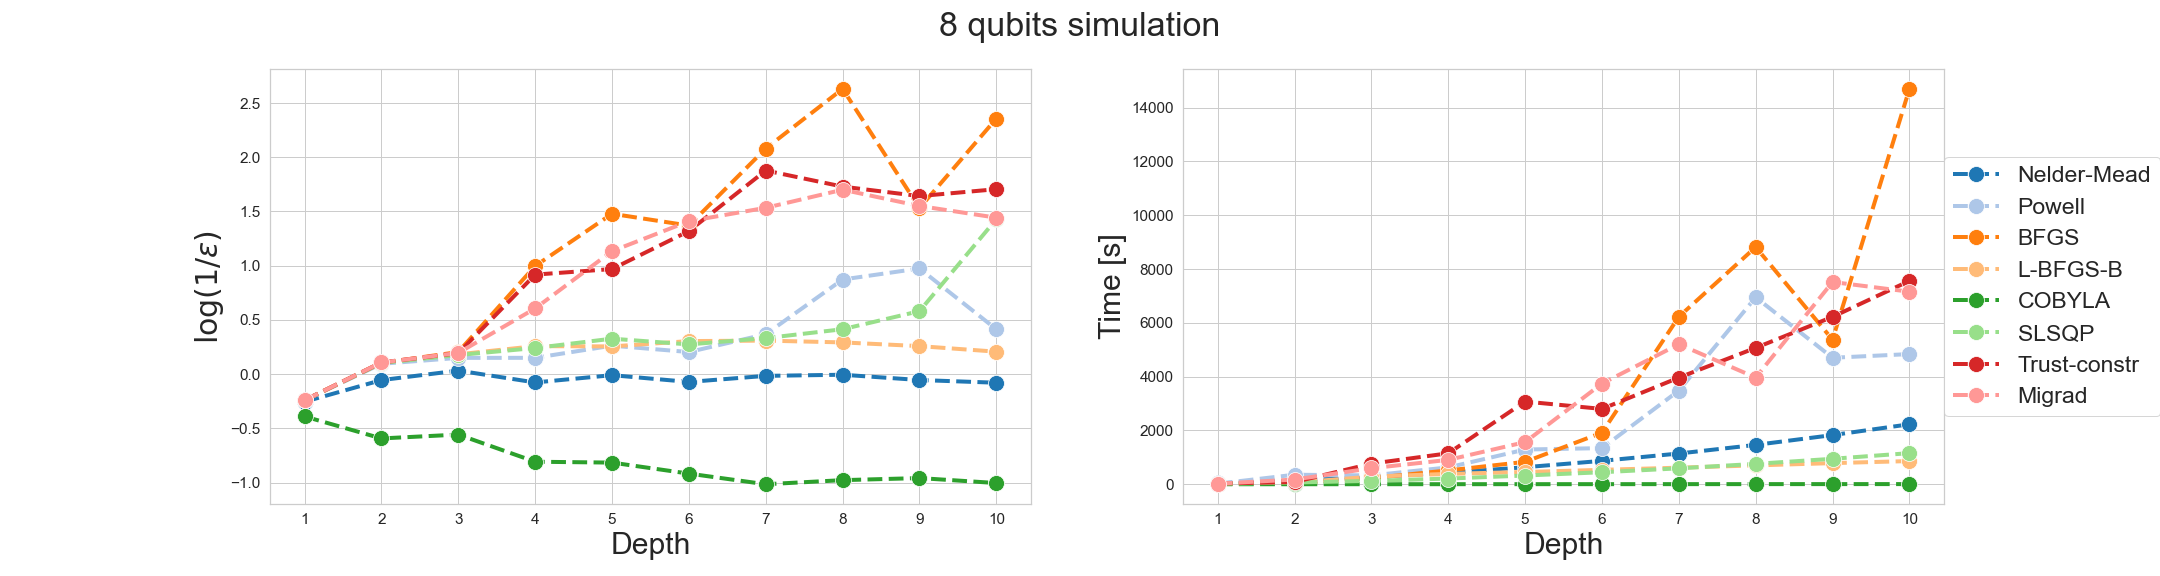 8 qubits simulation
log(1/ε)
2.5
2.0
1.5
1.0
0.5
0.0
−0.5
−1.0
1 2 3 4 5 6 7 8 9 10
Depth
Time [s]
14000
12000
10000
8000
6000
4000
2000
0
1 2 3 4 5 6 7 8 9 10
Depth
Nelder-Mead
Powell
BFGS
L-BFGS-B
COBYLA
SLSQP
Trust-constr
Migrad